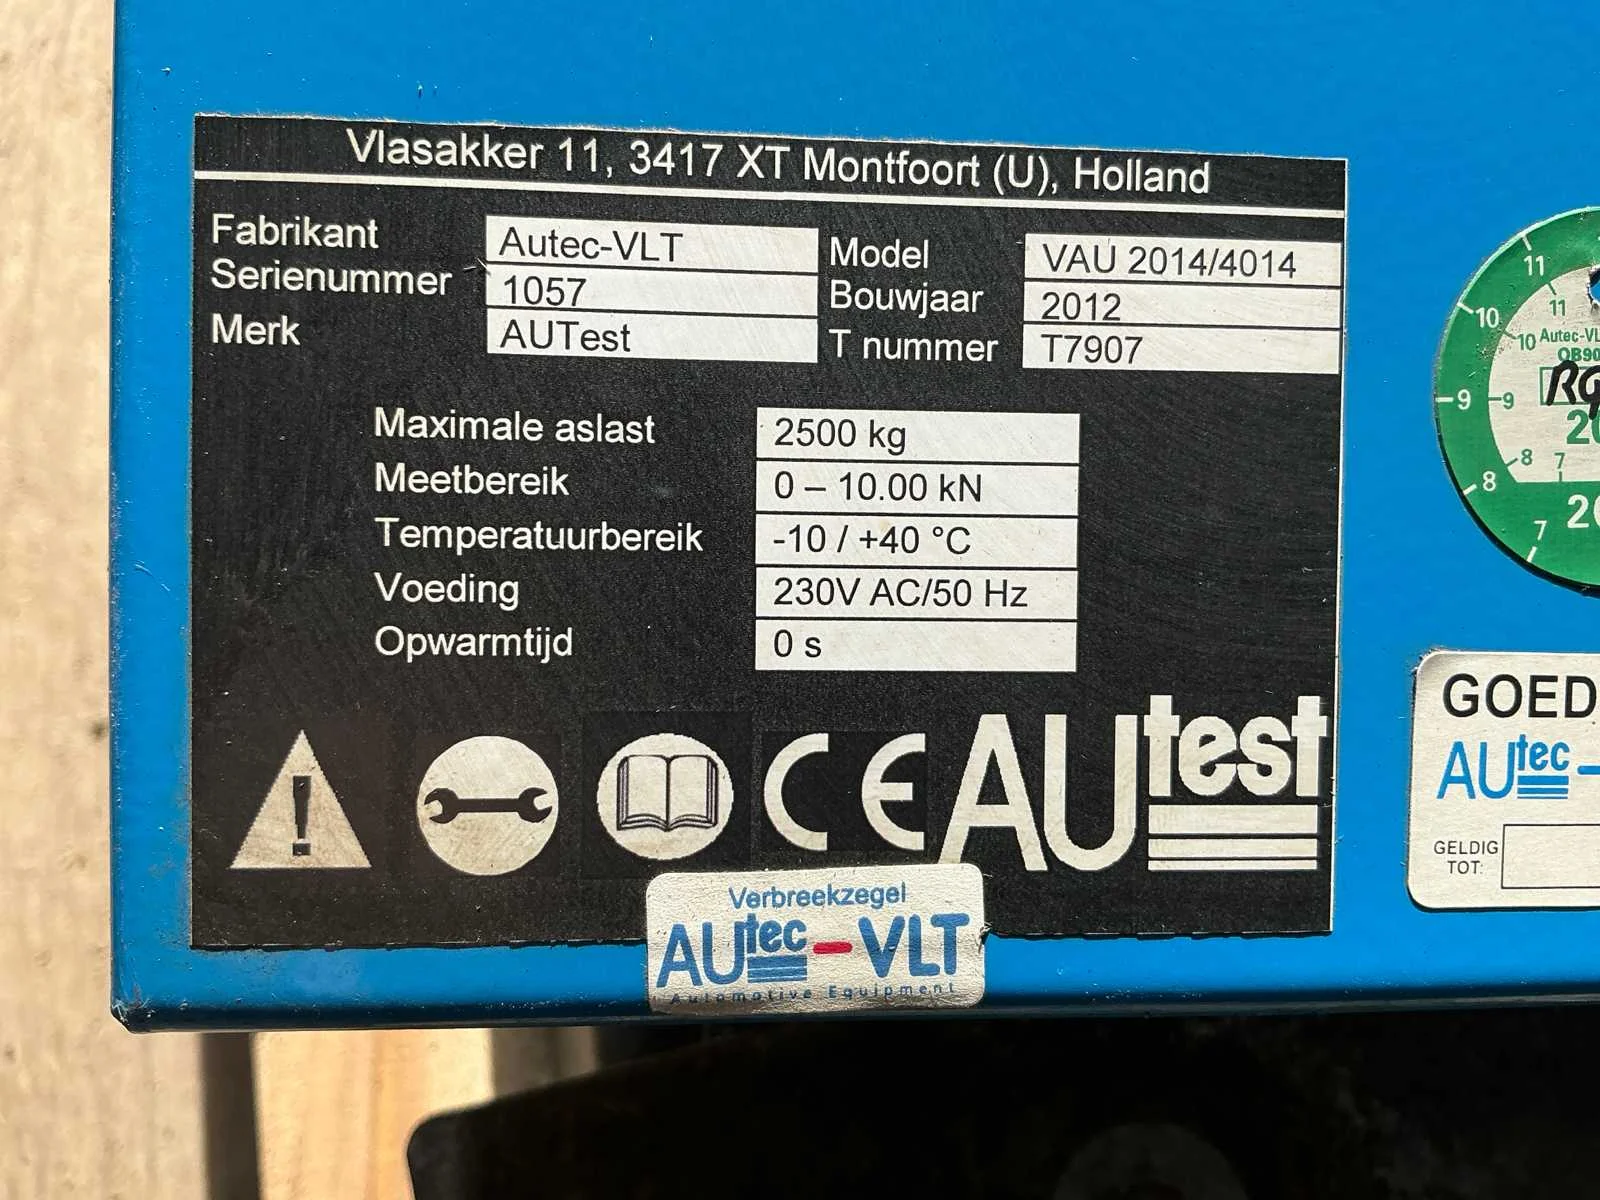 Vlasakker 11, 3417 XT Montfoort (U), Holland
Fabrikant Autec-VLT Model VAU 2014/4014
Serienummer 1057 Bouwjaar 2012
Merk AUTest T nummer T7907
Maximale aslast 2500 kg
Meetbereik 0 – 10.00 kN
Temperatuurbereik -10 / +40 °C
Voeding 230V AC/50 Hz
Opwarmtijd 0 s
! CE AUtest
Verbreekzegel
AUtec-VLT
Automotive Equipment
11
10 11
10 Autec-VL
9 9
8 8 7
7
GOED
AUtec-
GELDIG
TOT: